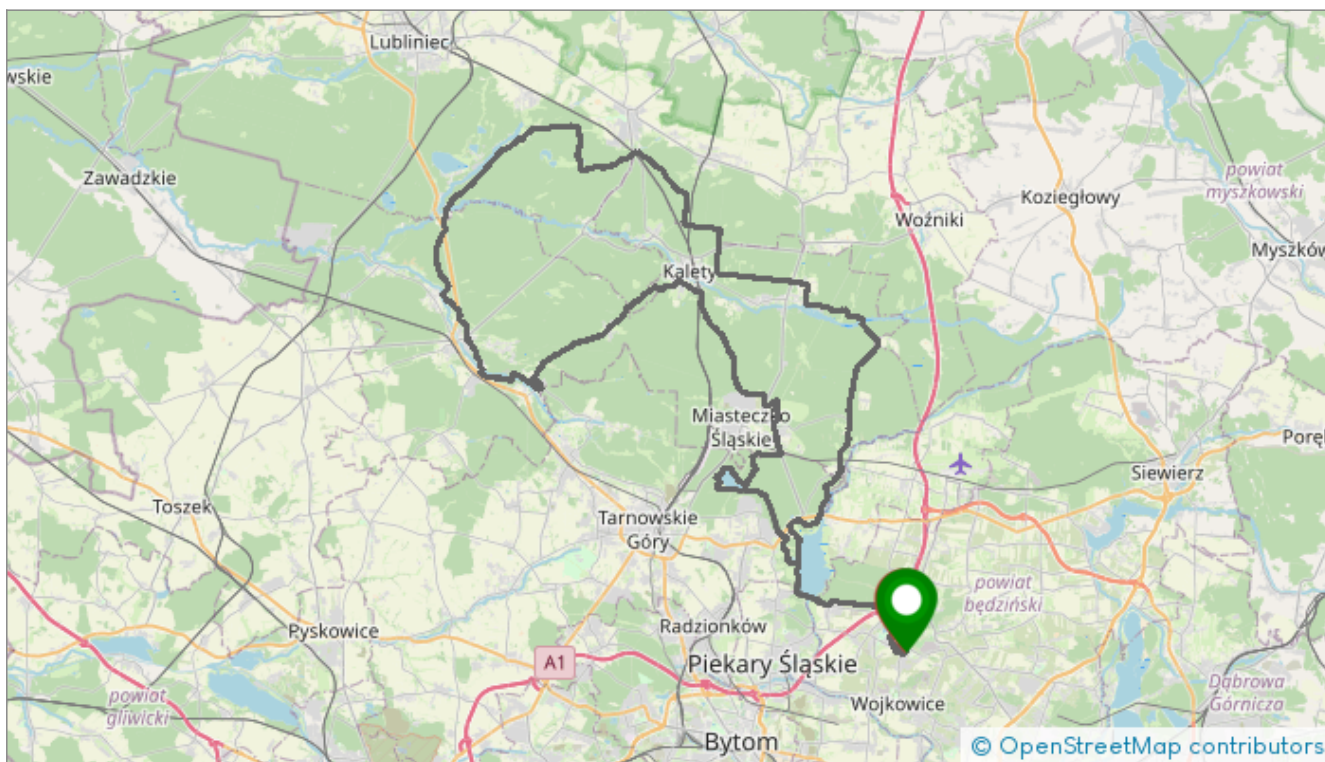 Lubliniec
wskie
Zawadzkie
powiat
myszkowski
Koziegłowy
Woźniki
Myszków
Kalety
Miasteczko
Śląskie
Porę
Siewierz
Toszek
Tarnowskie
Góry
powiat
będziński
Radzionków
Pyskowice
A1
Piekary Śląskie
powiat
gliwicki
Wojkowice
Dąbrowa
Górnicza
Bytom
© OpenStreetMap contributors